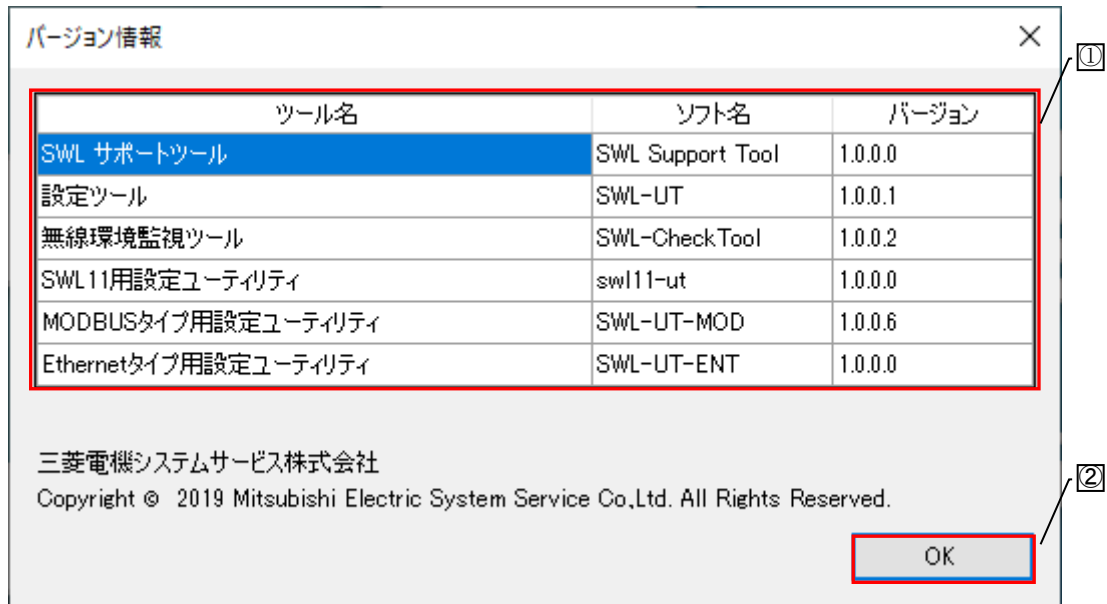 バージョン情報
①
ツール名 ソフト名 バージョン
SWL サポートツール SWL Support Tool 1.0.0.0
設定ツール SWL-UT 1.0.0.1
無線環境監視ツール SWL-CheckTool 1.0.0.2
SWL11用設定ユーティリティ swl11-ut 1.0.0.0
MODBUSタイプ用設定ユーティリティ SWL-UT-MOD 1.0.0.6
Ethernetタイプ用設定ユーティリティ SWL-UT-ENT 1.0.0.0
三菱電機システムサービス株式会社
Copyright © 2019 Mitsubishi Electric System Service Co,Ltd. All Rights Reserved.
②
OK